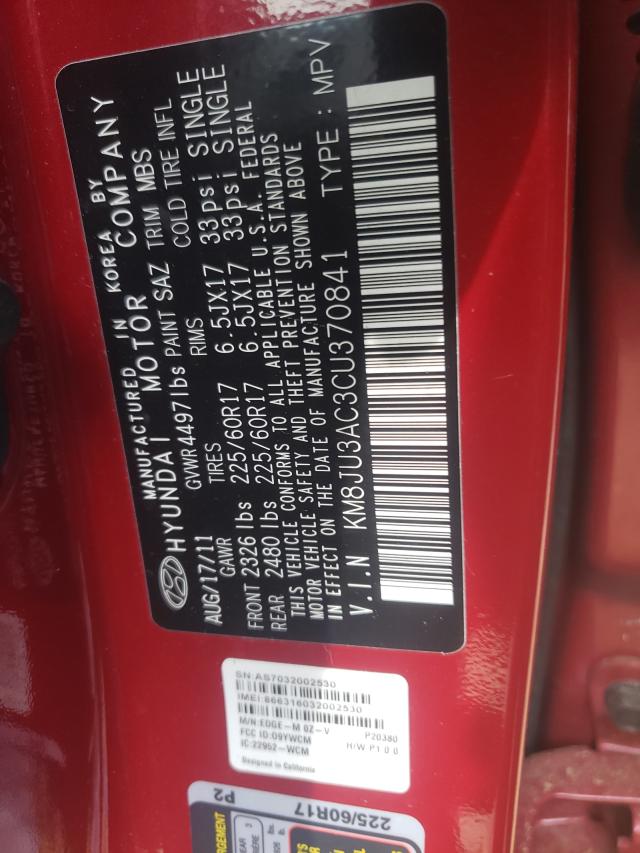 MANUFACTURED IN KOREA BY
HYUNDAI MOTOR COMPANY
AUG/17/11 GVWR4497lbs PAINT SAZ TRIM MBS
GAWR TIRES RIMS COLD TIRE INFL
FRONT 2326 lbs 225/60R17 6.5JX17 33psi SINGLE
REAR 2480 lbs 225/60R17 6.5JX17 33psi SINGLE
THIS VEHICLE CONFORMS TO ALL APPLICABLE U.S.A. FEDERAL
MOTOR VEHICLE SAFETY AND THEFT PREVENTION STANDARDS
IN EFFECT ON THE DATE OF MANUFACTURE SHOWN ABOVE
V.I.N KM8JU3AC3CU370841 TYPE : MPV
SN:AS7032002530
IMEI:866316032002530
M/N:EDGE-M 0Z-V P20380
FCC ID:O9YWCM H/W P1 0 0
IC:22952-WCM
Designed in California
225/60R17
P2